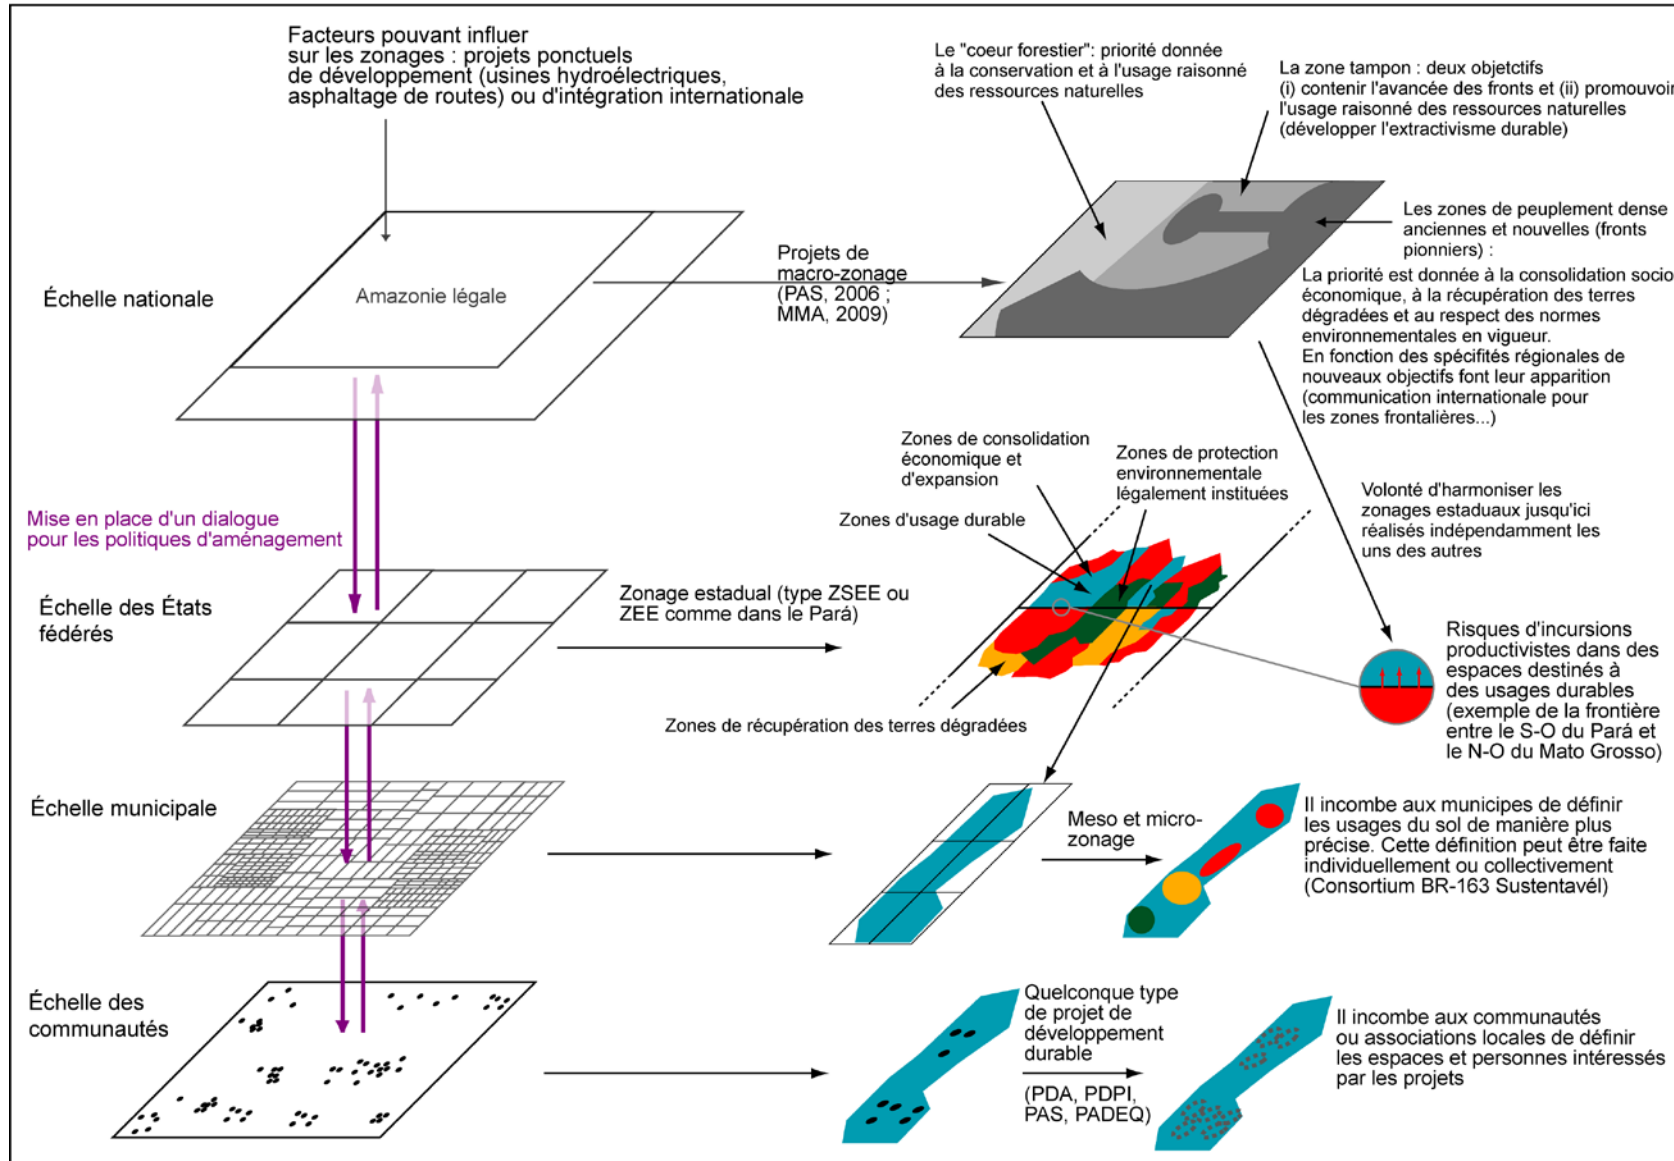 Facteurs pouvant influer
sur les zonages : projets ponctuels
de développement (usines hydroélectriques,
asphaltage de routes) ou d'intégration internationale
Le "coeur forestier": priorité donnée
à la conservation et à l'usage raisonné
des ressources naturelles
La zone tampon : deux objetctifs
(i) contenir l'avancée des fronts et (ii) promouvoir
l'usage raisonné des ressources naturelles
(développer l'extractivisme durable)
Échelle nationale
Amazonie légale
Projets de
macro-zonage
(PAS, 2006 ;
MMA, 2009)
Les zones de peuplement dense
anciennes et nouvelles (fronts
pionniers) :
La priorité est donnée à la consolidation socio
économique, à la récupération des terres
dégradées et au respect des normes
environnementales en vigueur.
En fonction des spécifités régionales de
nouveaux objectifs font leur apparition
(communication internationale pour
les zones frontalières...)
Mise en place d'un dialogue
pour les politiques d'aménagement
Zones de consolidation
économique et
d'expansion
Zones de protection
environnementale
légalement instituées
Zones d'usage durable
Volonté d'harmoniser les
zonages estaduaux jusqu'ici
réalisés indépendamment les
uns des autres
Échelle des États
fédérés
Zonage estadual (type ZSEE ou
ZEE comme dans le Pará)
Zones de récupération des terres dégradées
Risques d'incursions
productivistes dans des
espaces destinés à
des usages durables
(exemple de la frontière
entre le S-O du Pará et
le N-O du Mato Grosso)
Échelle municipale
Meso et micro-
zonage
Il incombe aux municipes de définir
les usages du sol de manière plus
précise. Cette définition peut être faite
individuellement ou collectivement
(Consortium BR-163 Sustentavél)
Échelle des
communautés
Quelconque type
de projet de
développement
durable
(PDA, PDPI,
PAS, PADEQ)
Il incombe aux communautés
ou associations locales de définir
les espaces et personnes intéressés
par les projets